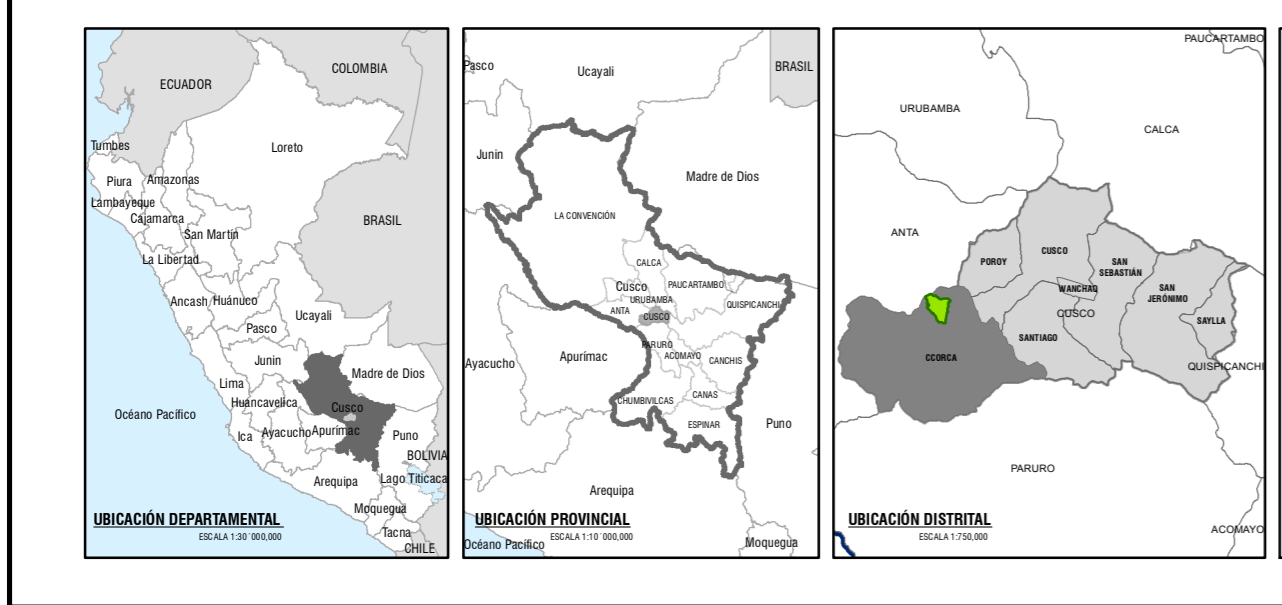 COLOMBIA
ECUADOR
Tumbes
Loreto
Piura
Amazonas
Lambayeque
Cajamarca
San Martín
BRASIL
La Libertad
Ancash
Huánuco
Ucayali
Pasco
Junin
Madre de Dios
Lima
Huancavelica
Cusco
Océano Pacífico
Ica
Ayacucho
Apurímac
Puno
BOLIVIA
Arequipa
Lago Titicaca
Moquegua
Tacna
CHILE
UBICACIÓN DEPARTAMENTAL
ESCALA 1:30´000,000
Pasco
Ucayali
BRASIL
Junin
Madre de Dios
LA CONVENCIÓN
CALCA
Cusco
PAUCARTAMBO
URUBAMBA
QUISPICANCHI
ANTA
CUSCO
PARURO
ACOMAYO
CANCHIS
Ayacucho
Apurímac
CHUMBIVILCAS
CANAS
ESPINAR
Puno
Arequipa
UBICACIÓN PROVINCIAL
ESCALA 1:10´000,000
Océano Pacífico
Moquegua
PAUCARTAMBO
URUBAMBA
CALCA
ANTA
POROY
CUSCO
SAN
SEBASTIÁN
WANCHAQ
SAN
JERÓNIMO
CUSCO
SAYLLA
SANTIAGO
CCORCA
QUISPICANCHI
PARURO
UBICACIÓN DISTRITAL
ESCALA 1:750,000
ACOMAYO